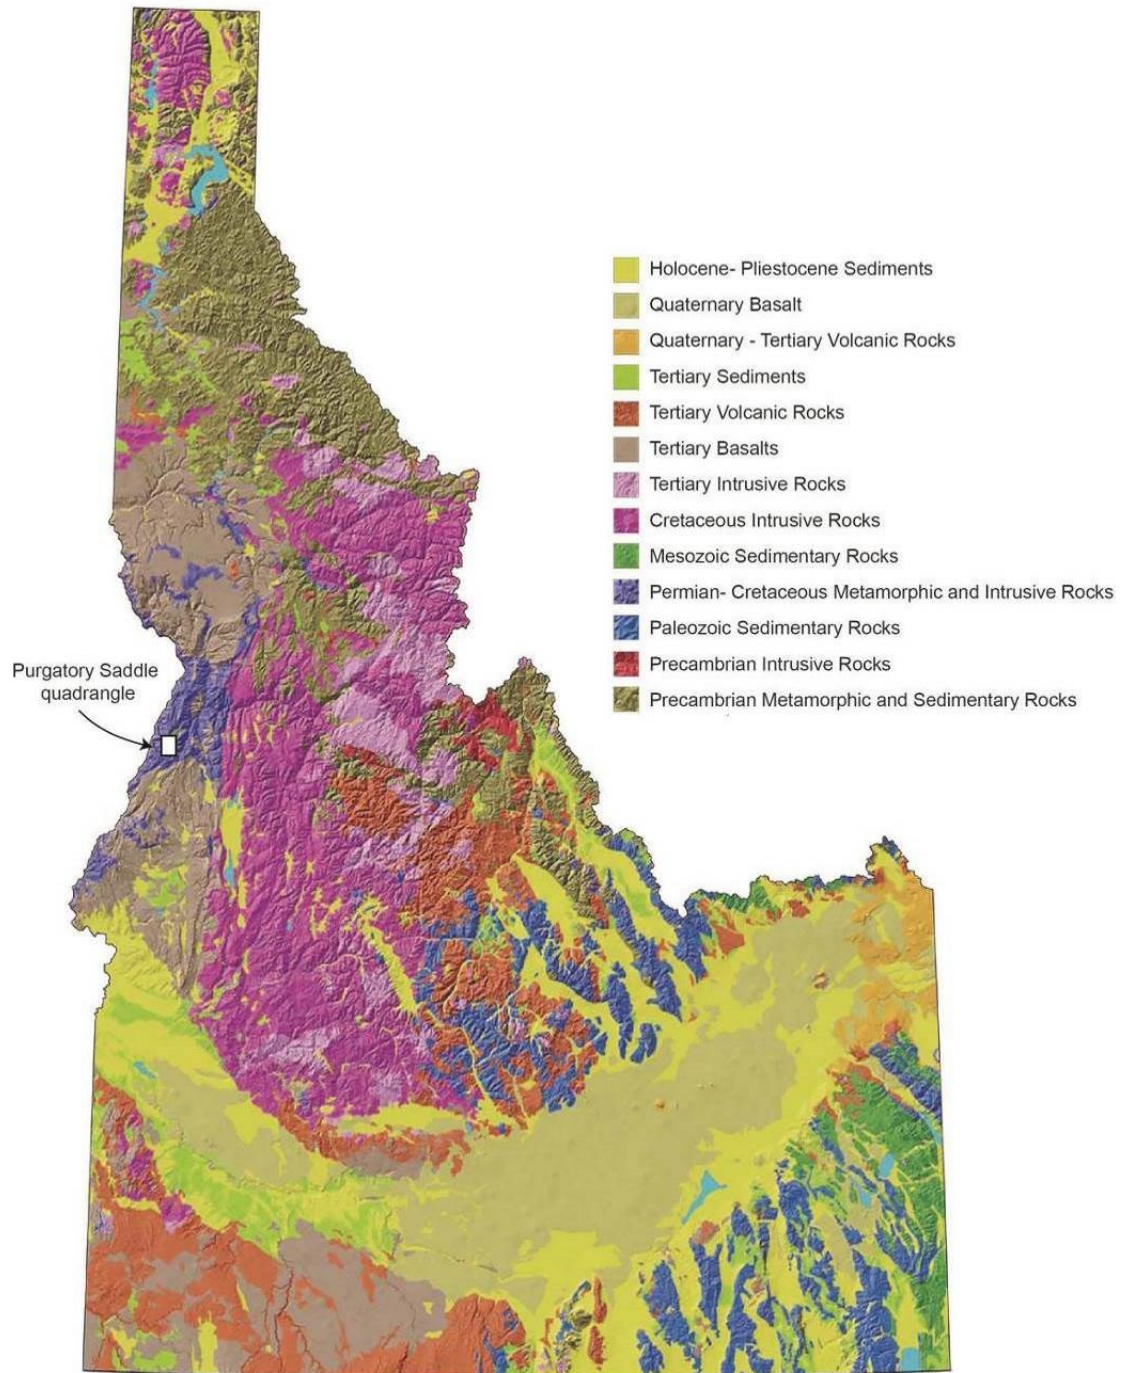 Holocene- Pliestocene Sediments
Quaternary Basalt
Quaternary - Tertiary Volcanic Rocks
Tertiary Sediments
Tertiary Volcanic Rocks
Tertiary Basalts
Tertiary Intrusive Rocks
Cretaceous Intrusive Rocks
Mesozoic Sedimentary Rocks
Permian- Cretaceous Metamorphic and Intrusive Rocks
Paleozoic Sedimentary Rocks
Precambrian Intrusive Rocks
Precambrian Metamorphic and Sedimentary Rocks
Purgatory Saddle
quadrangle